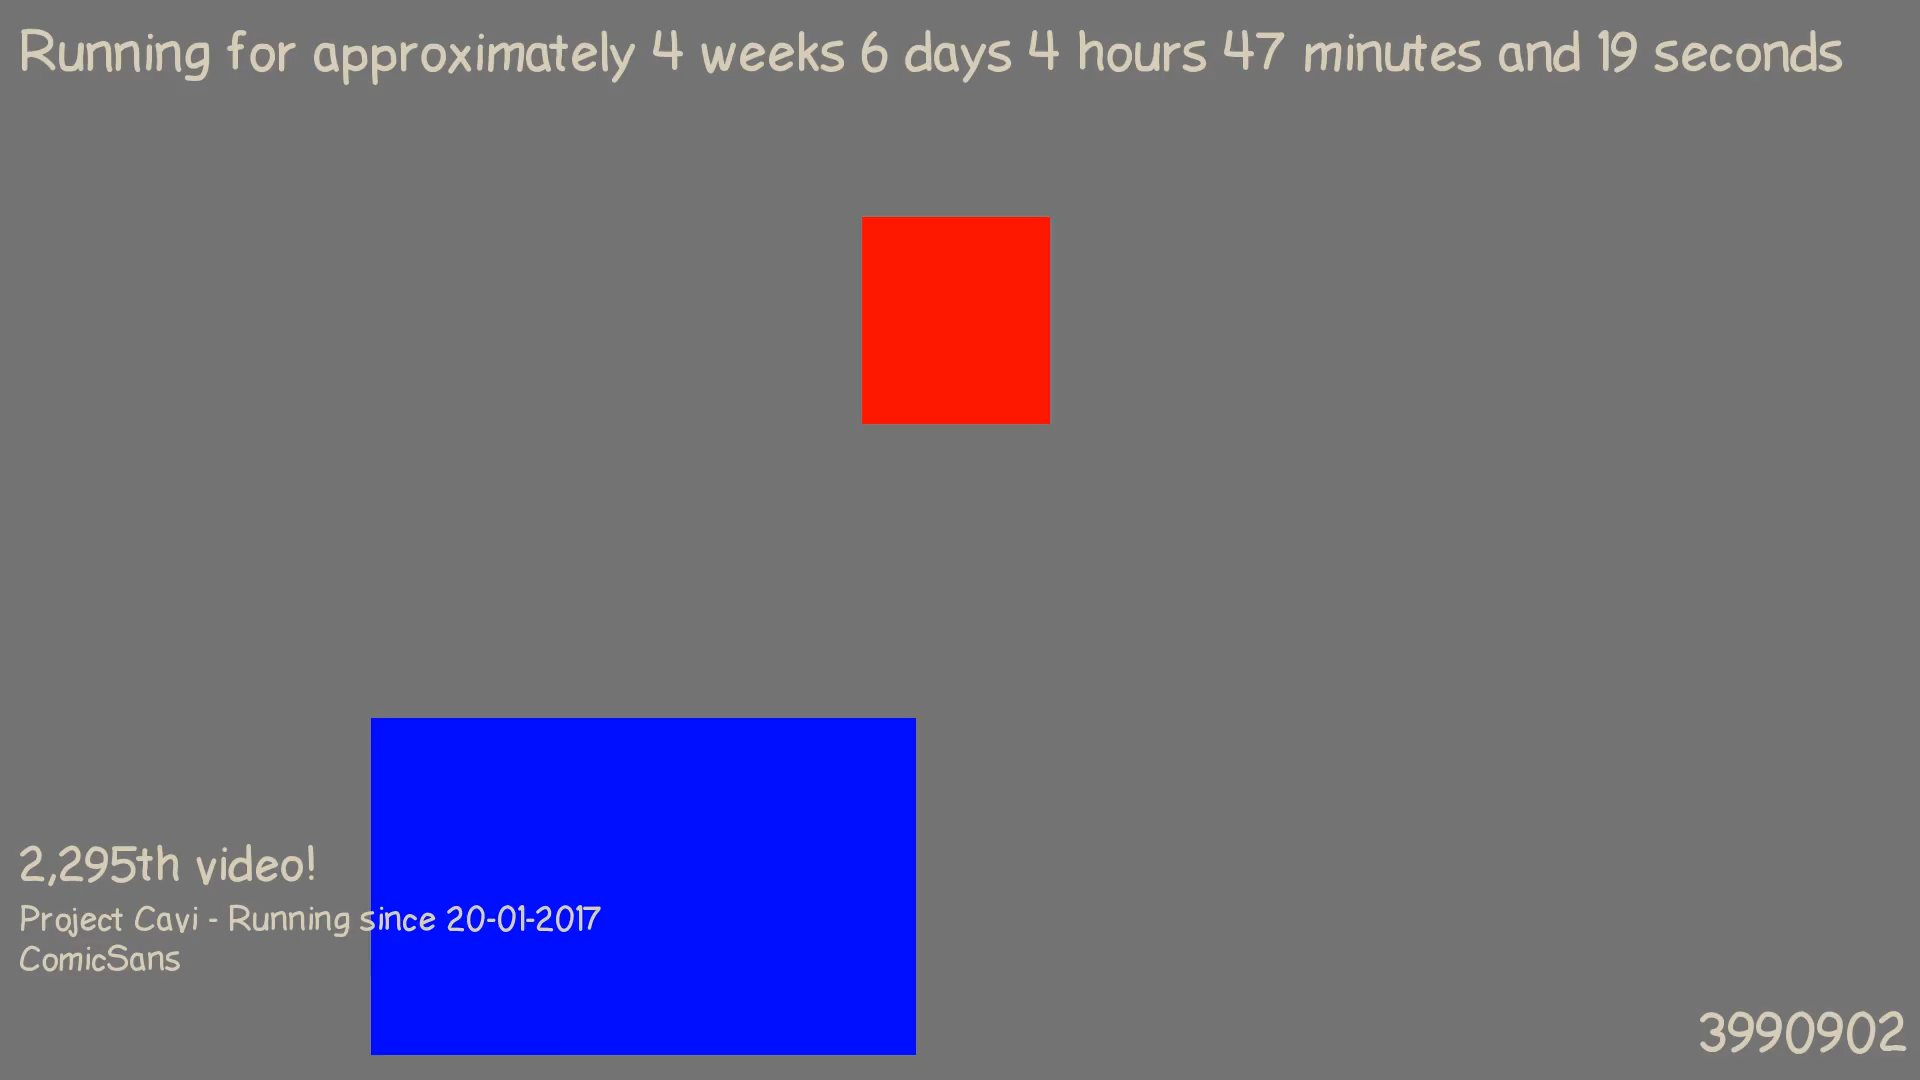 Running for approximately 4 weeks 6 days 4 hours 47 minutes and 19 seconds
2,295th video!
Project Cavi - Running since 20-01-2017
ComicSans
3990902